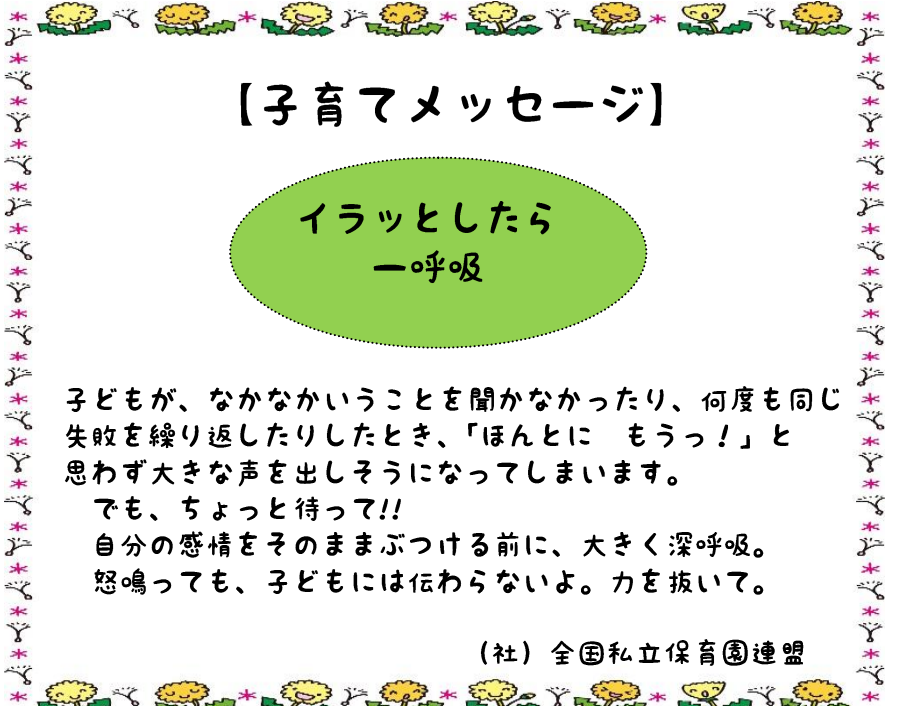 【子育てメッセージ】
イラッとしたら
一呼吸
子どもが、なかなかいうことを聞かなかったり、何度も同じ
失敗を繰り返したりしたとき、「ほんとに　もうっ！」と
思わず大きな声を出しそうになってしまいます。
でも、ちょっと待って!!
自分の感情をそのままぶつける前に、大きく深呼吸。
怒鳴っても、子どもには伝わらないよ。力を抜いて。
（社）全国私立保育園連盟